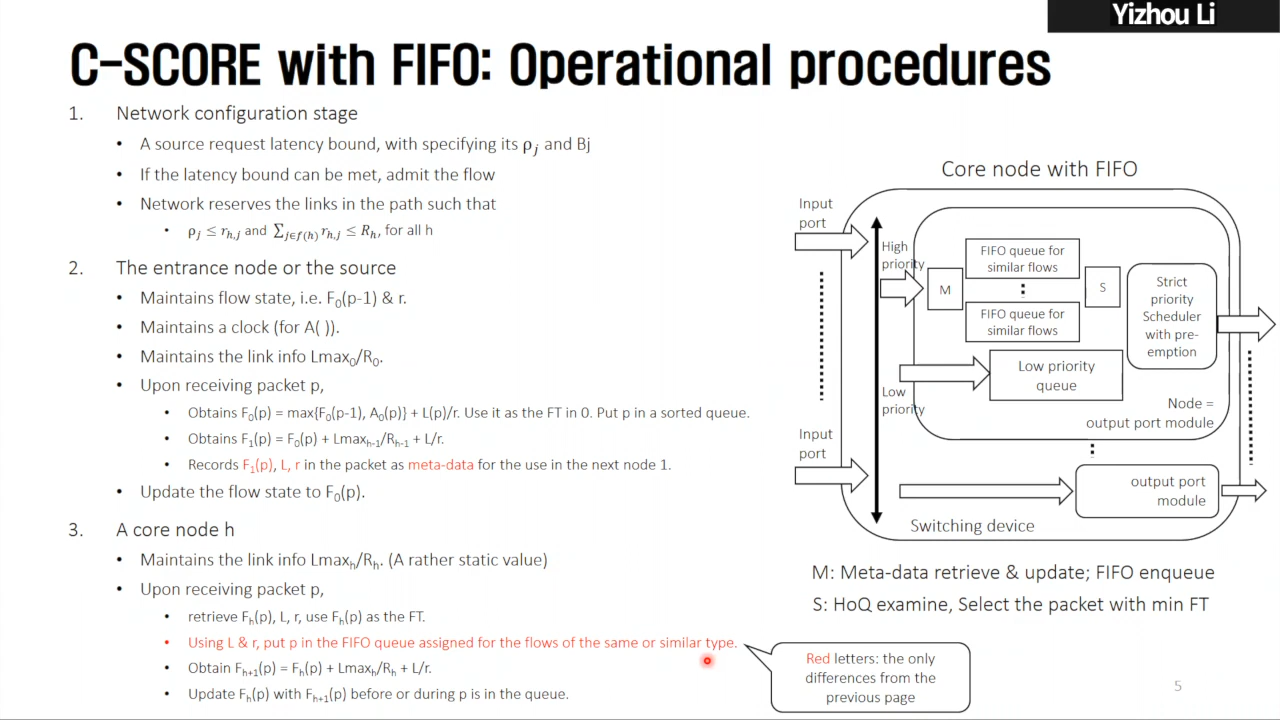 Yizhou Li
C-SCORE with FIFO: Operational procedures
1. Network configuration stage
• A source request latency bound, with specifying its ρj and Bj
• If the latency bound can be met, admit the flow
• Network reserves the links in the path such that
• ρj ≤ rh,j and ∑j∈f(h) rh,j ≤ Rh, for all h
2. The entrance node or the source
• Maintains flow state, i.e. F0(p-1) & r.
• Maintains a clock (for A( )).
• Maintains the link info Lmax0/R0.
• Upon receiving packet p,
• Obtains F0(p) = max{F0(p-1), A0(p)} + L(p)/r. Use it as the FT in 0. Put p in a sorted queue.
• Obtains F1(p) = F0(p) + Lmaxh-1/Rh-1 + L/r.
• Records F1(p), L, r in the packet as meta-data for the use in the next node 1.
• Update the flow state to F0(p).
3. A core node h
• Maintains the link info Lmaxh/Rh. (A rather static value)
• Upon receiving packet p,
• retrieve Fh(p), L, r, use Fh(p) as the FT.
• Using L & r, put p in the FIFO queue assigned for the flows of the same or similar type.
• Obtain Fh+1(p) = Fh(p) + Lmaxh/Rh + L/r.
• Update Fh(p) with Fh+1(p) before or during p is in the queue.
Core node with FIFO
Input
port
High
priority
M
FIFO queue for
similar flows
FIFO queue for
similar flows
S
Strict
priority
Scheduler
with pre-
emption
Low priority
queue
Low
priority
Node =
output port module
Input
port
output port
module
Switching device
M: Meta-data retrieve & update; FIFO enqueue
S: HoQ examine, Select the packet with min FT
Red letters: the only
differences from the
previous page
5